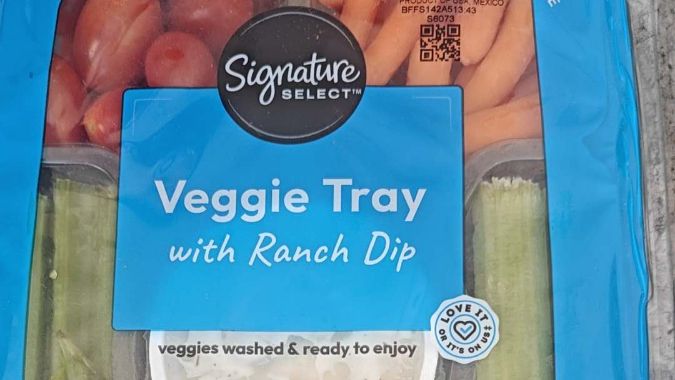 PRODUCT OF USA, MEXICO
BFFS142A513:43
S6073
Signature
SELECT™
Veggie Tray
with Ranch Dip
LOVE IT
OR IT'S ON US‡
veggies washed & ready to enjoy